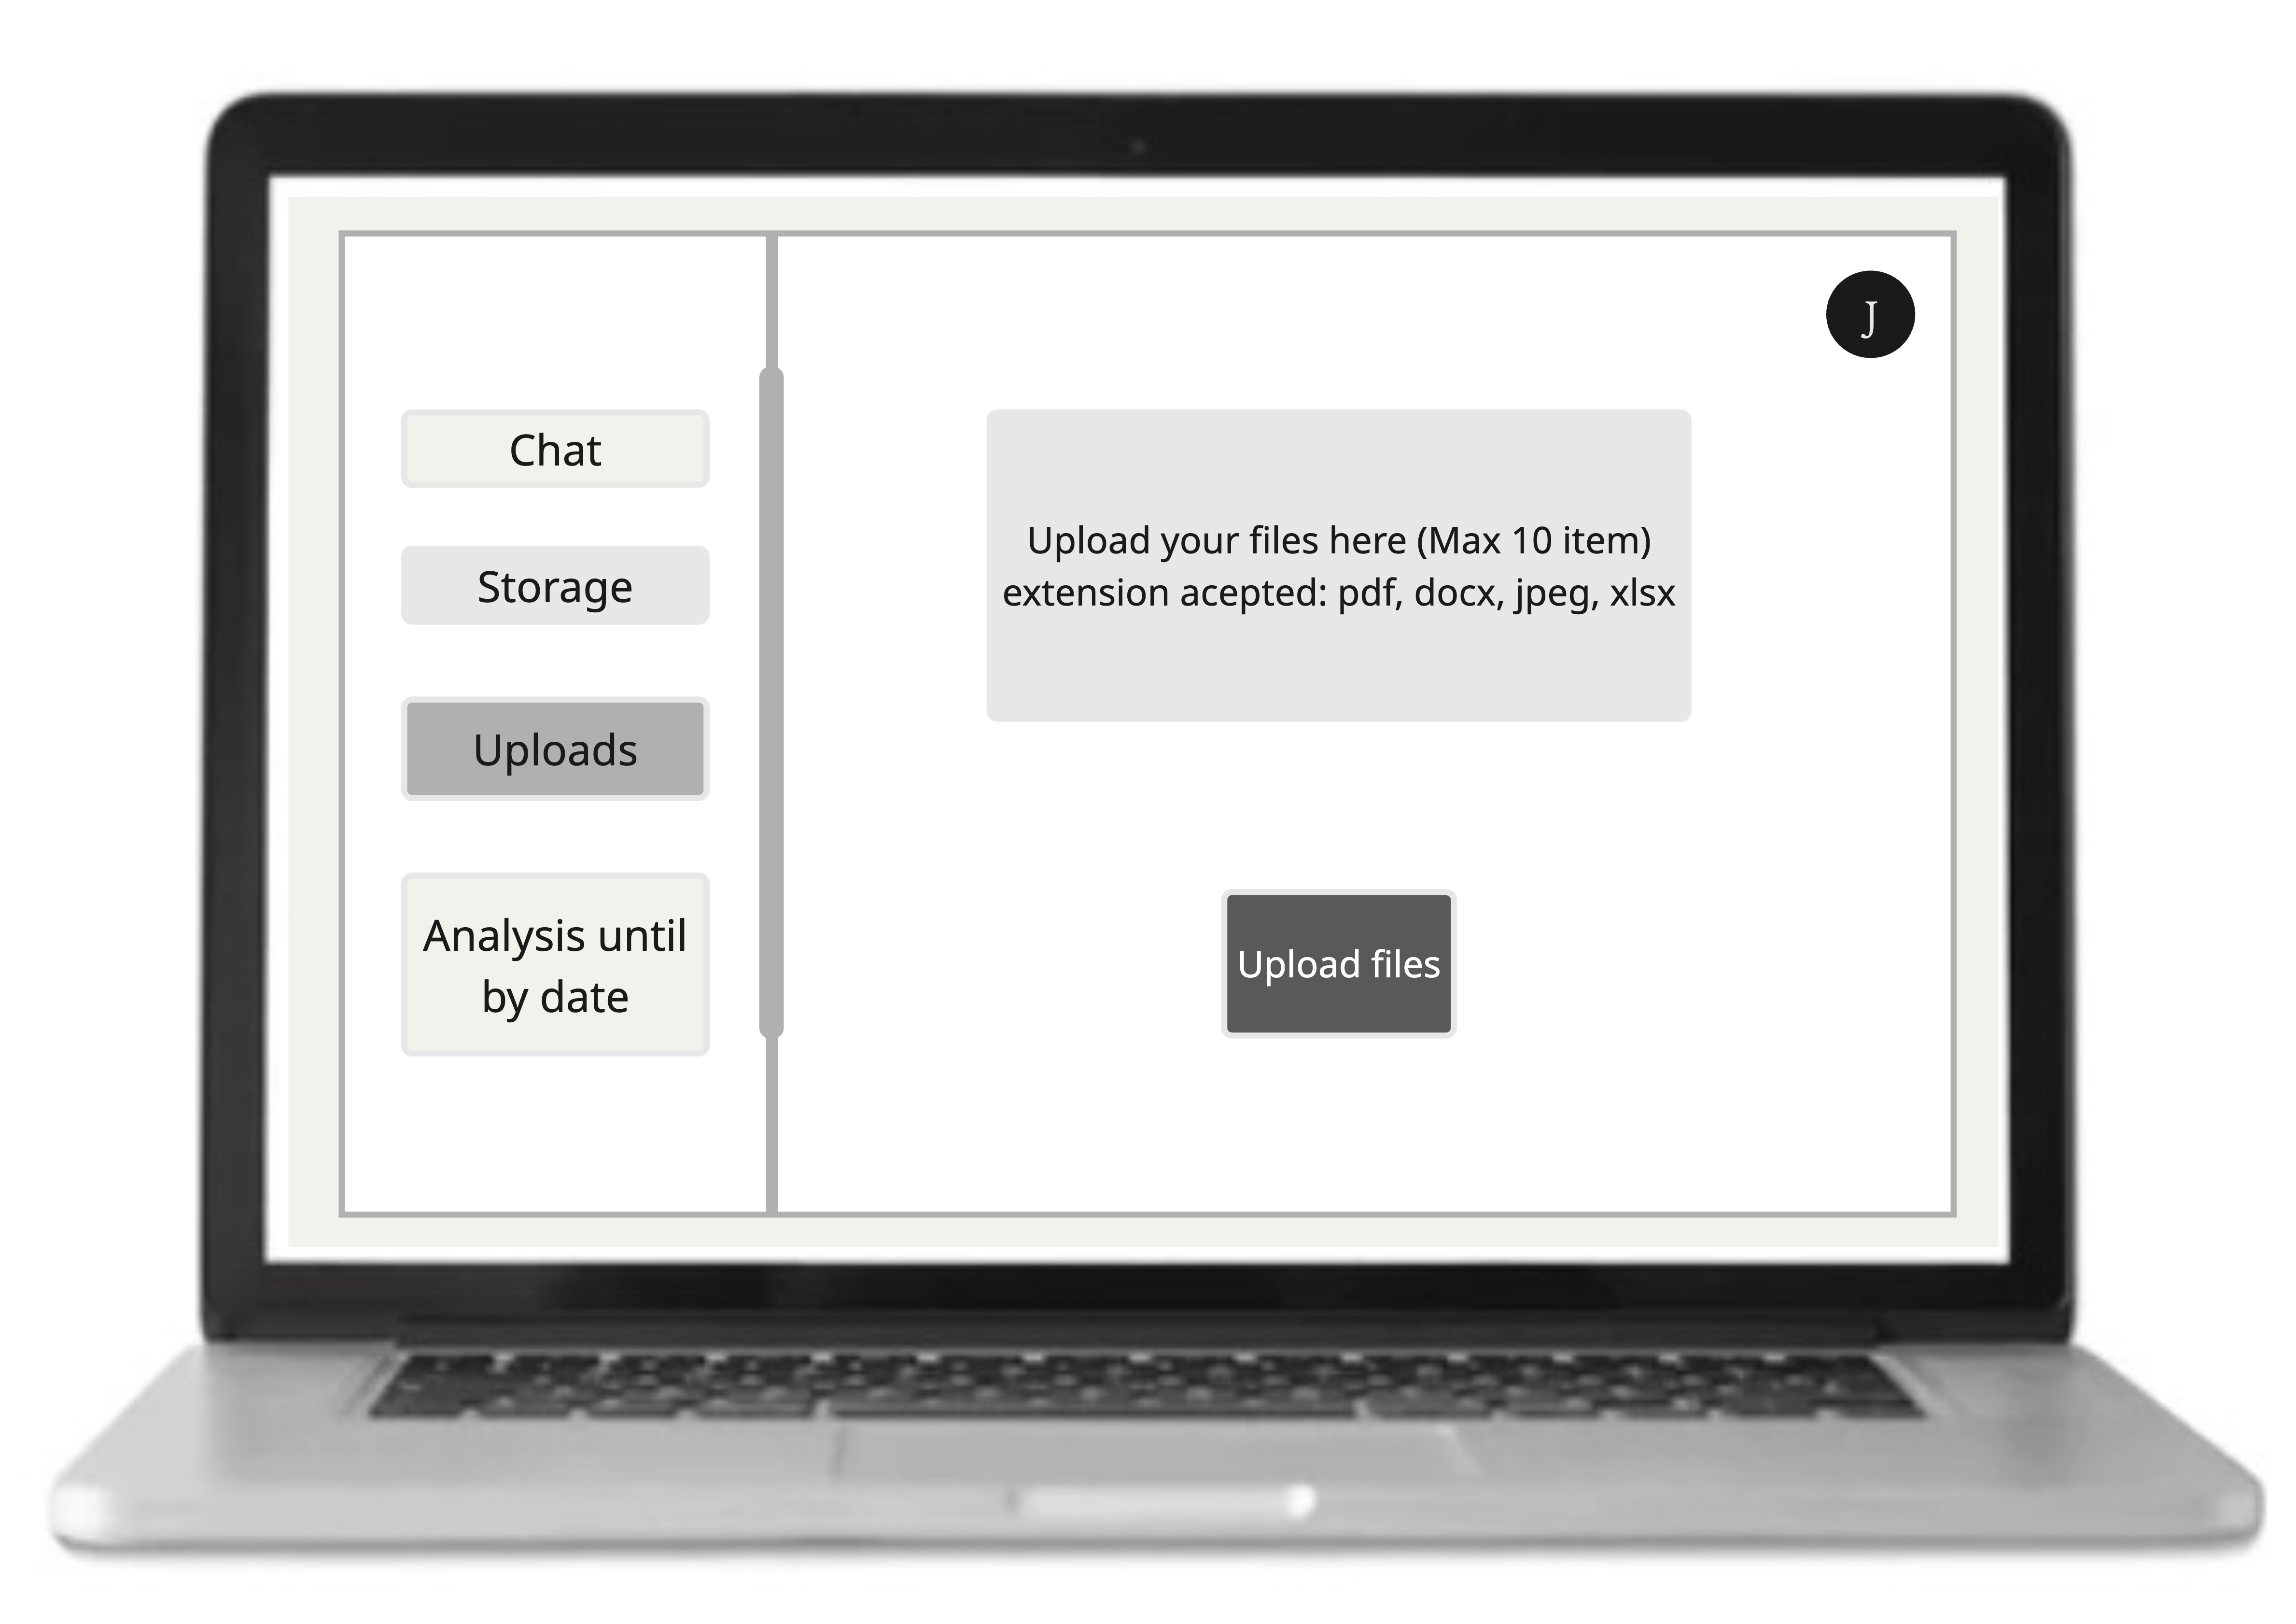 J
Chat
Storage
Uploads
Analysis until
by date
Upload your files here (Max 10 item)
extension acepted: pdf, docx, jpeg, xlsx
Upload files